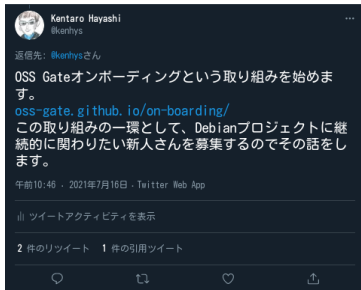 Kentaro Hayashi
@kenhys
返信先: @kenhysさん
OSS Gateオンボーディングという取り組みを始めま
す。
oss-gate.github.io/on-boarding/
この取り組みの一環として、Debianプロジェクトに継
続的に関わりたい新人さんを募集するのでその話をし
ます。
午前10:46 · 2021年7月16日 · Twitter Web App
ツイートアクティビティを表示
2 件のリツイート 1 件の引用ツイート